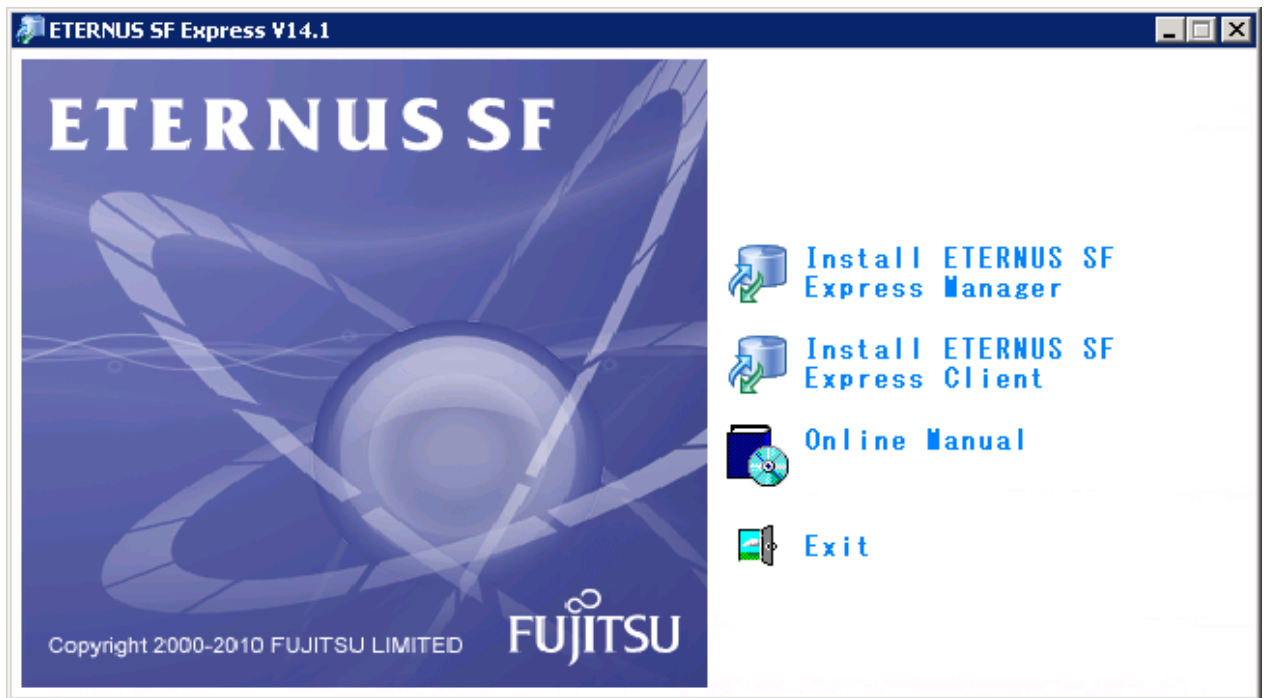 ETERNUS SF Express V14.1
ETERNUS SF
Install ETERNUS SF
Express Manager
Install ETERNUS SF
Express Client
Online Manual
Exit
Copyright 2000-2010 FUJITSU LIMITED
FUJITSU